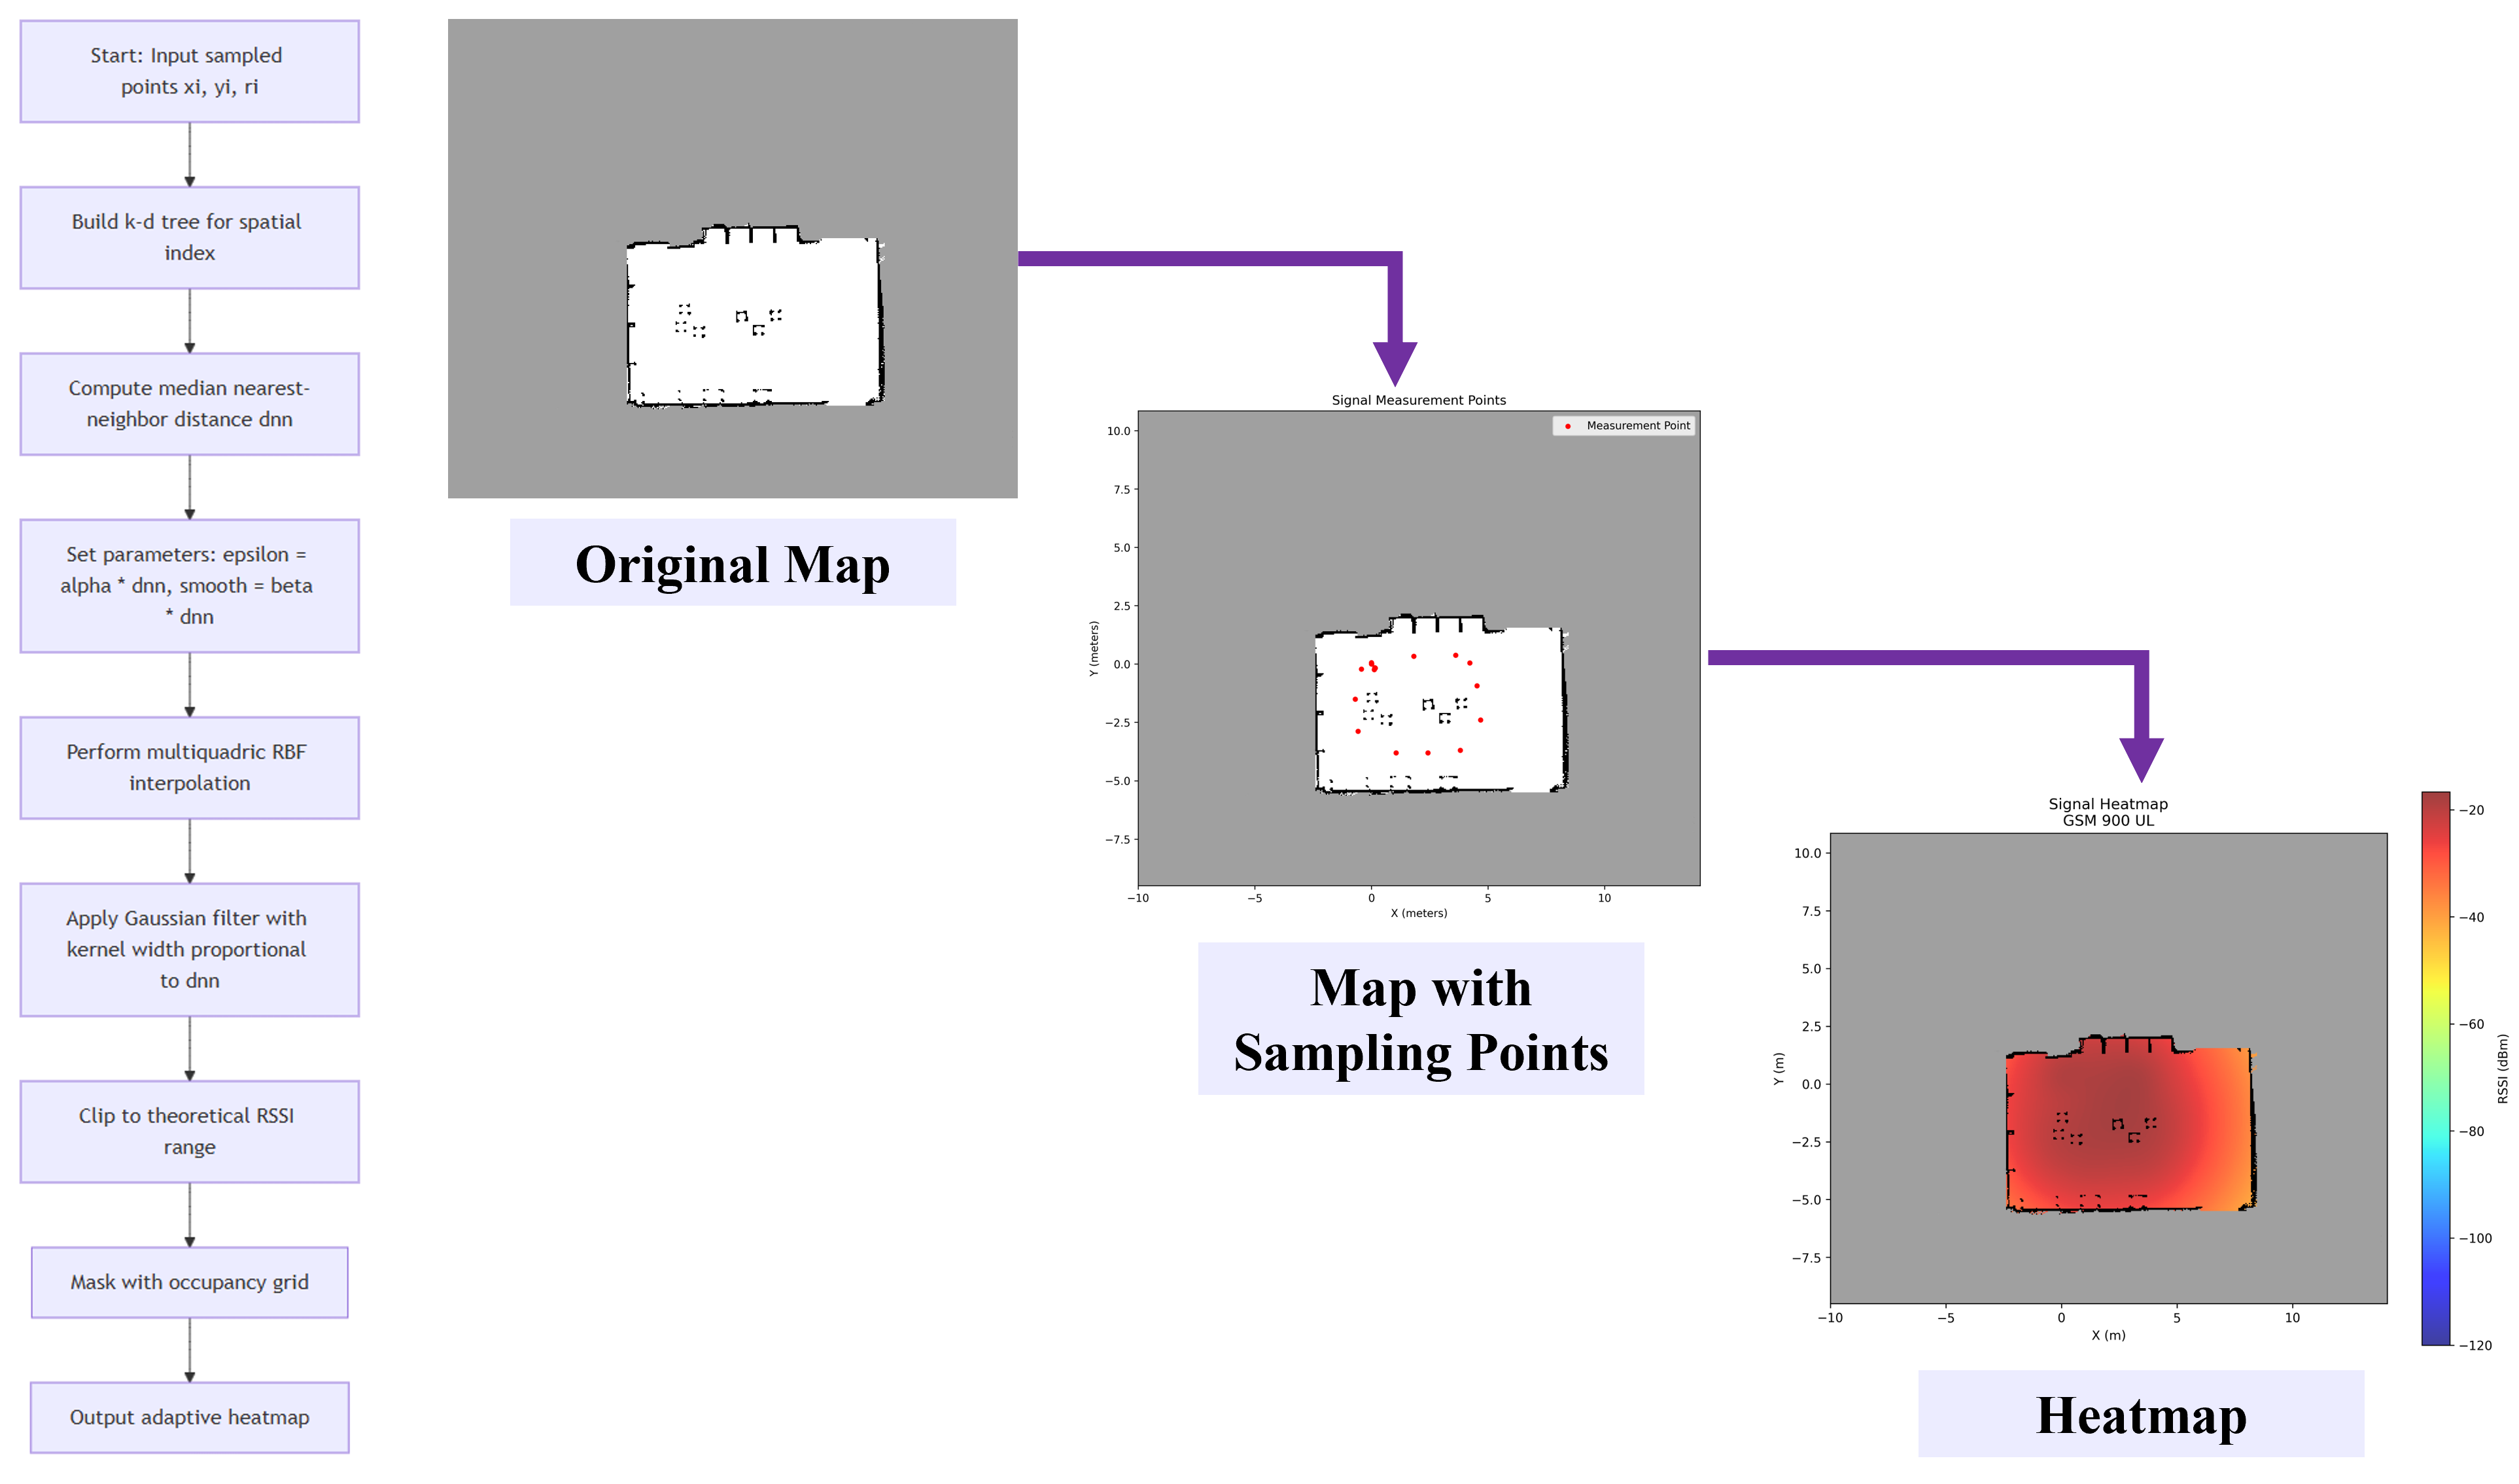 Start: Input sampled
points xi, yi, ri
Build k-d tree for spatial
index
Compute median nearest-
neighbor distance dnn
Set parameters: epsilon =
alpha * dnn, smooth = beta
* dnn
Perform multiquadric RBF
interpolation
Apply Gaussian filter with
kernel width proportional
to dnn
Clip to theoretical RSSI
range
Mask with occupancy grid
Output adaptive heatmap
Original Map
Signal Measurement Points
Measurement Point
10.0
7.5
5.0
2.5
0.0
−2.5
−5.0
−7.5
Y (meters)
−10
−5
0
5
10
X (meters)
Map with
Sampling Points
Signal Heatmap
GSM 900 UL
10.0
7.5
5.0
2.5
0.0
−2.5
−5.0
−7.5
Y (m)
−10
−5
0
5
10
X (m)
−20
−40
−60
−80
−100
−120
RSSI (dBm)
Heatmap